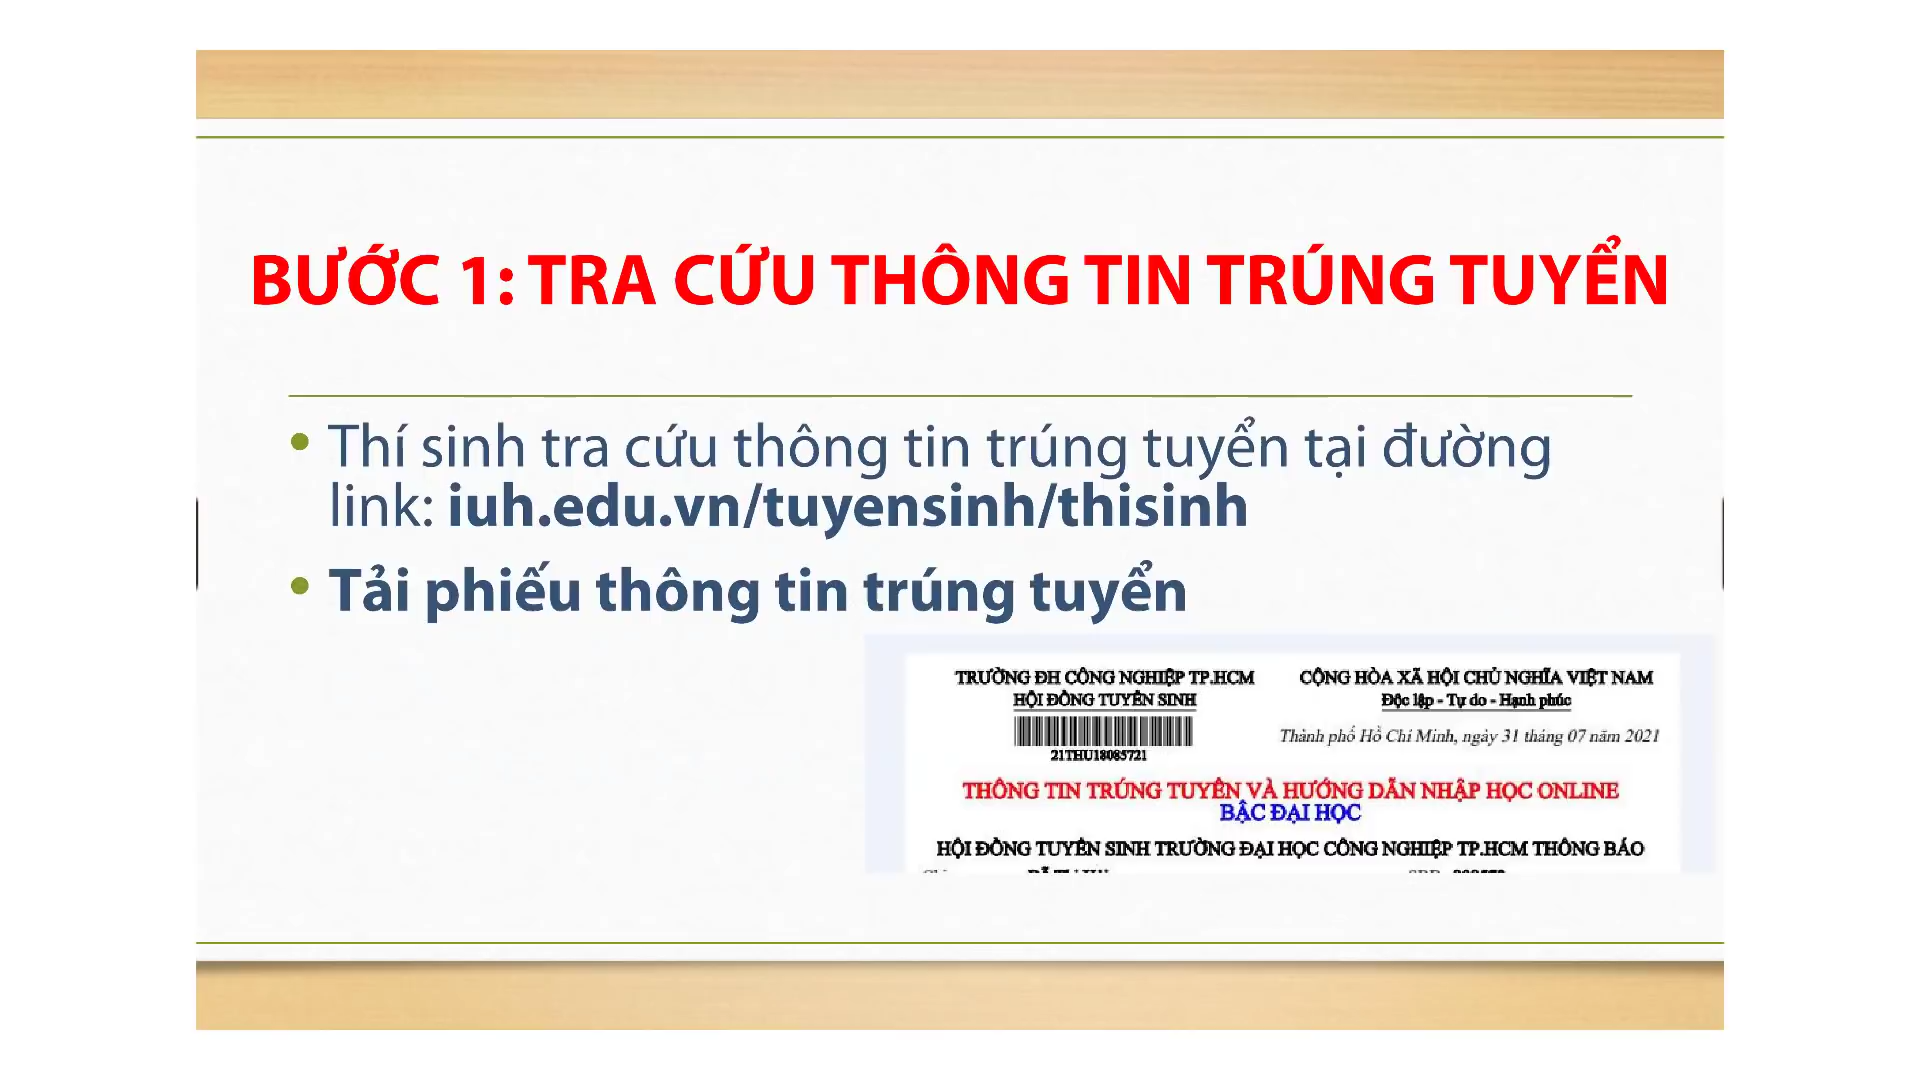 BƯỚC 1: TRA CỨU THÔNG TIN TRÚNG TUYỂN
• Thí sinh tra cứu thông tin trúng tuyển tại đường
link: iuh.edu.vn/tuyensinh/thisinh
• Tải phiếu thông tin trúng tuyển
TRƯỜNG ĐH CÔNG NGHIỆP TP.HCM
HỘI ĐỒNG TUYỂN SINH
21THU18085721
CỘNG HÒA XÃ HỘI CHỦ NGHĨA VIỆT NAM
Độc lập - Tự do - Hạnh phúc
Thành phố Hồ Chí Minh, ngày 31 tháng 07 năm 2021
THÔNG TIN TRÚNG TUYỂN VÀ HƯỚNG DẪN NHẬP HỌC ONLINE
BẬC ĐẠI HỌC
HỘI ĐỒNG TUYỂN SINH TRƯỜNG ĐẠI HỌC CÔNG NGHIỆP TP.HCM THÔNG BÁO